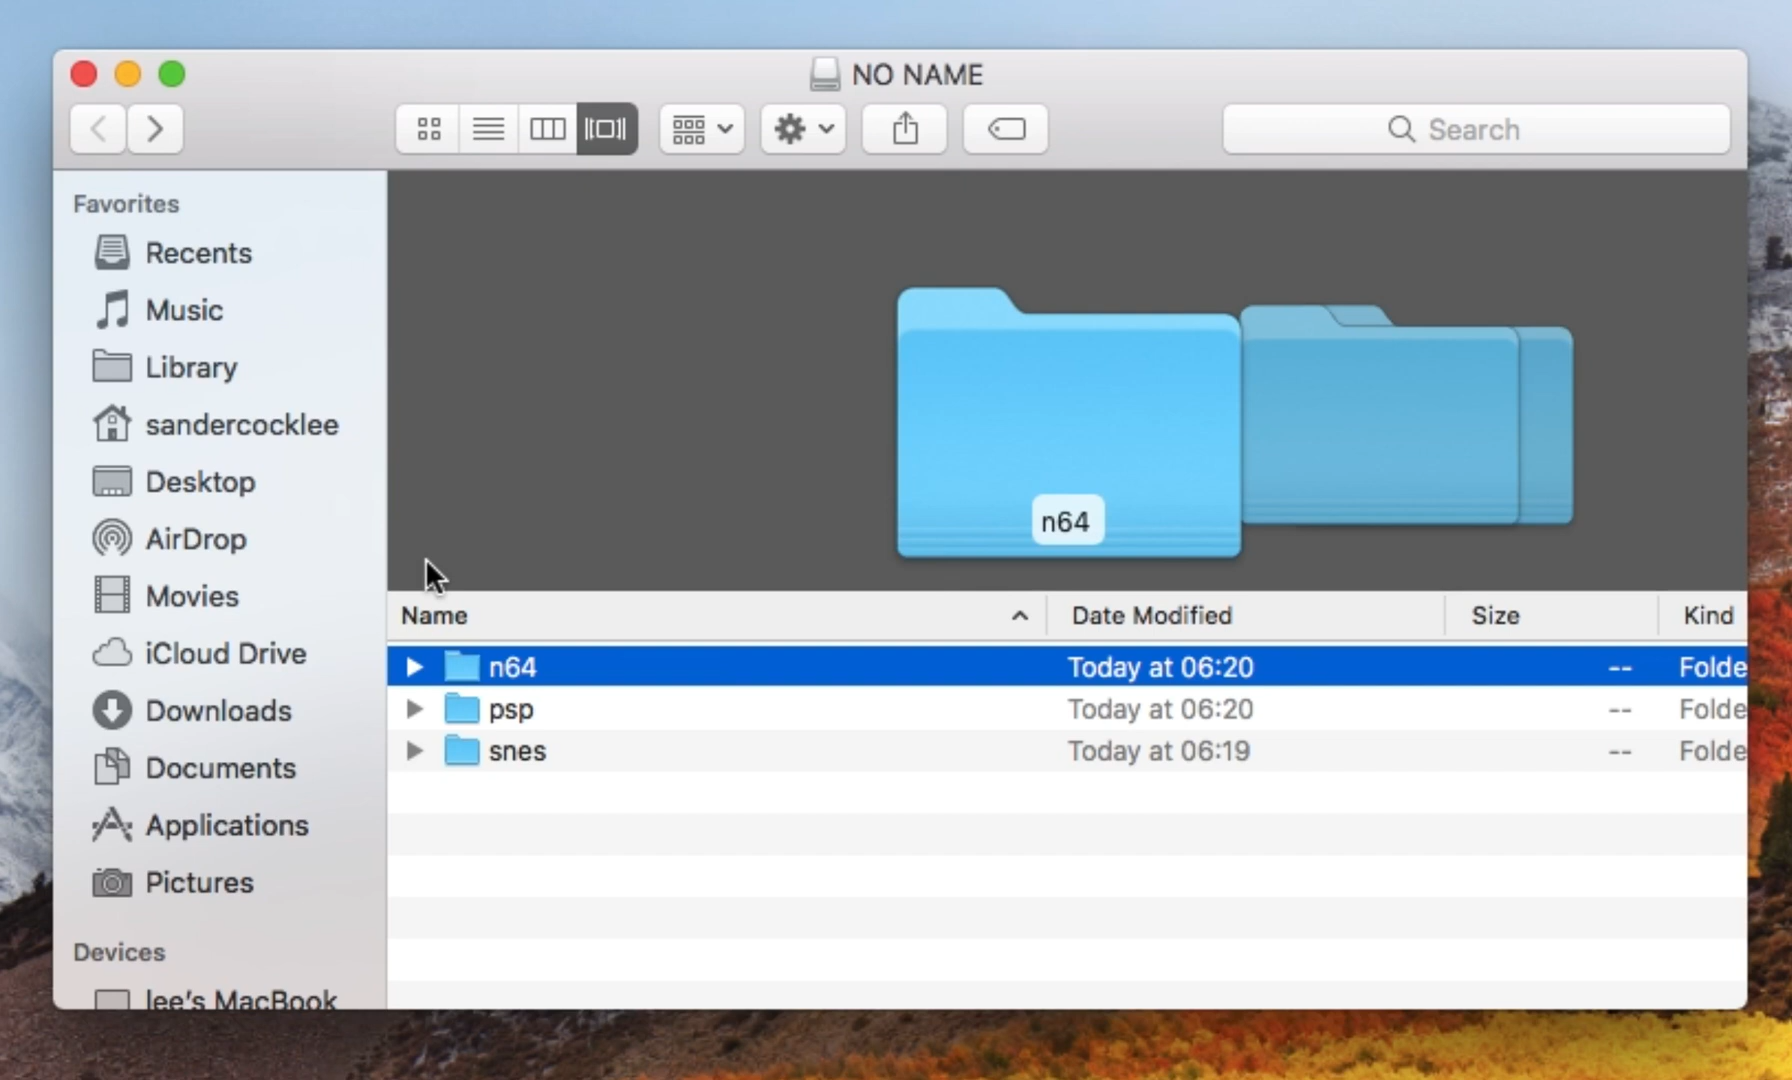 NO NAME
Search
Favorites
Recents
Music
Library
sandercocklee
Desktop
AirDrop
Movies
iCloud Drive
Downloads
Documents
Applications
Pictures
Devices
lee's MacBook
n64
Name Date Modified Size Kind
n64 Today at 06:20 -- Folde
psp Today at 06:20 -- Folde
snes Today at 06:19 -- Folde